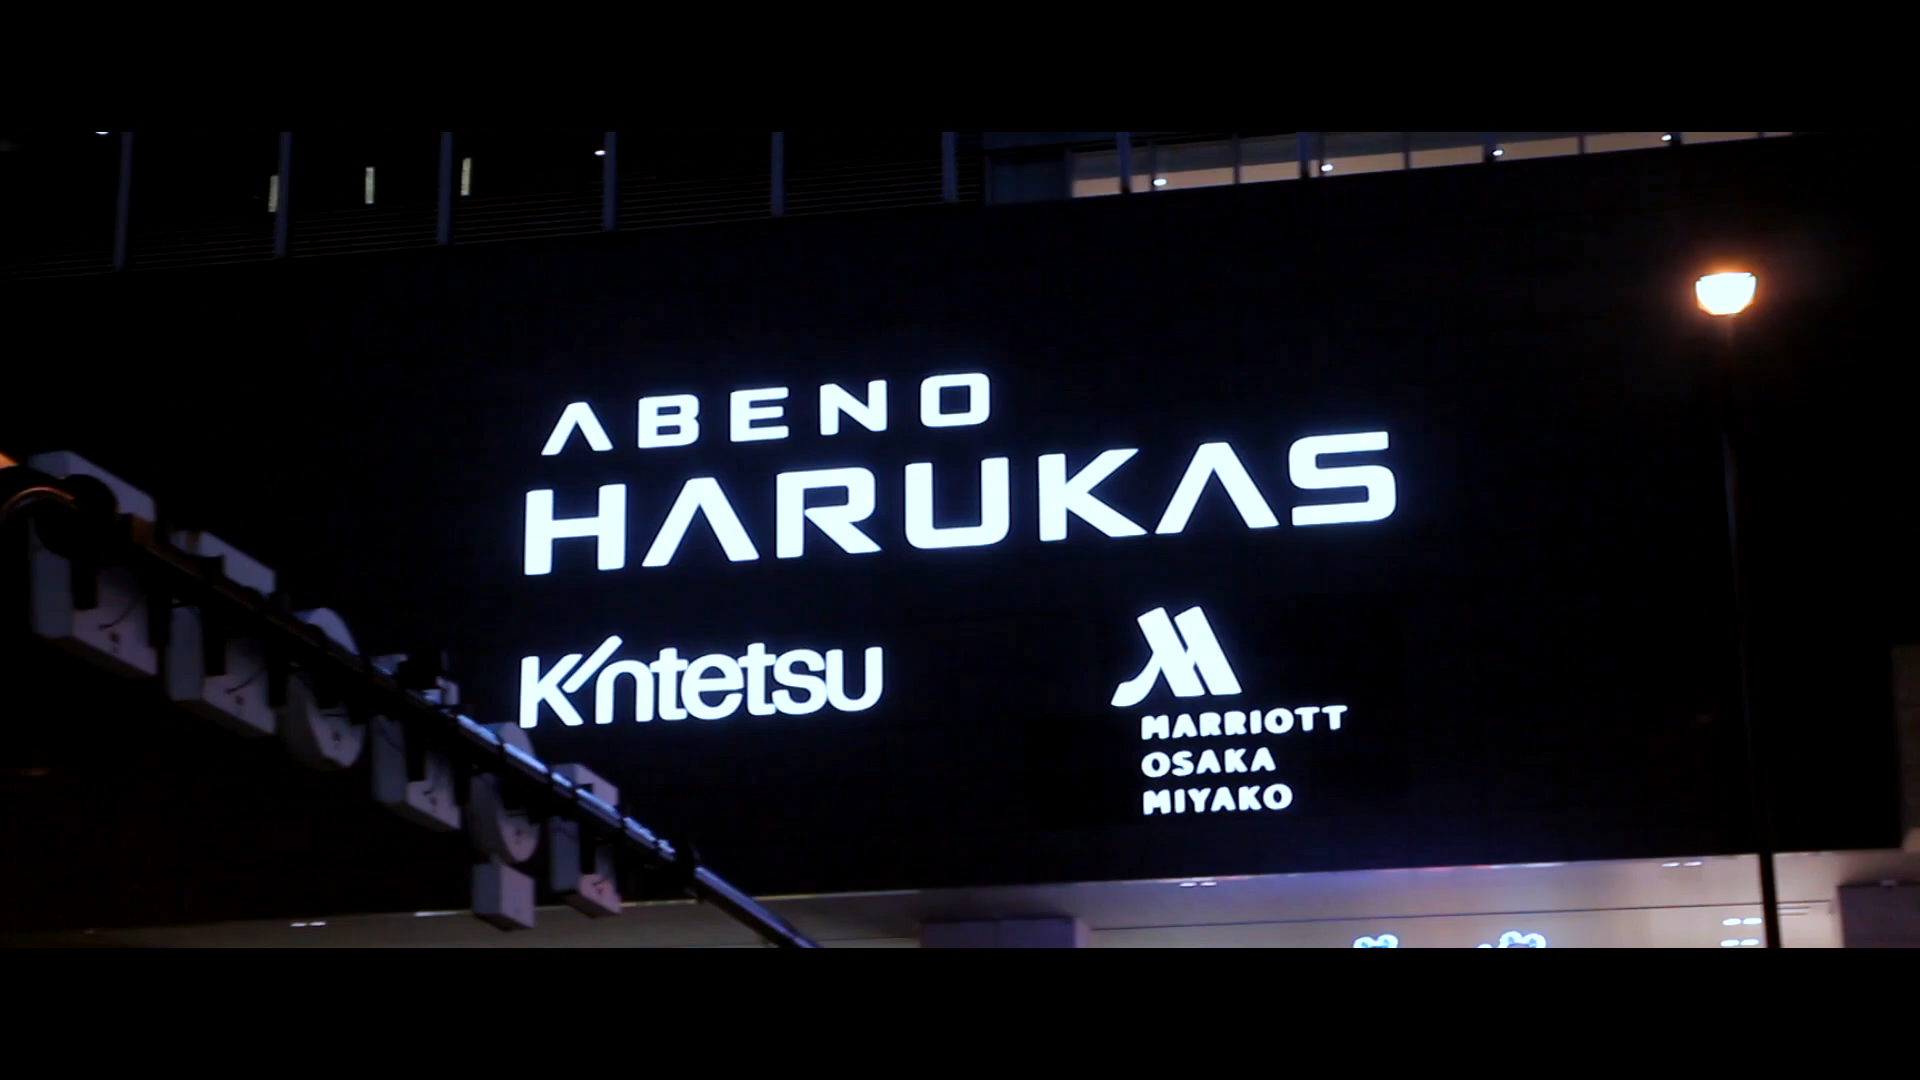 ABENO
HARUKAS
Kintetsu
MARRIOTT
OSAKA
MIYAKO